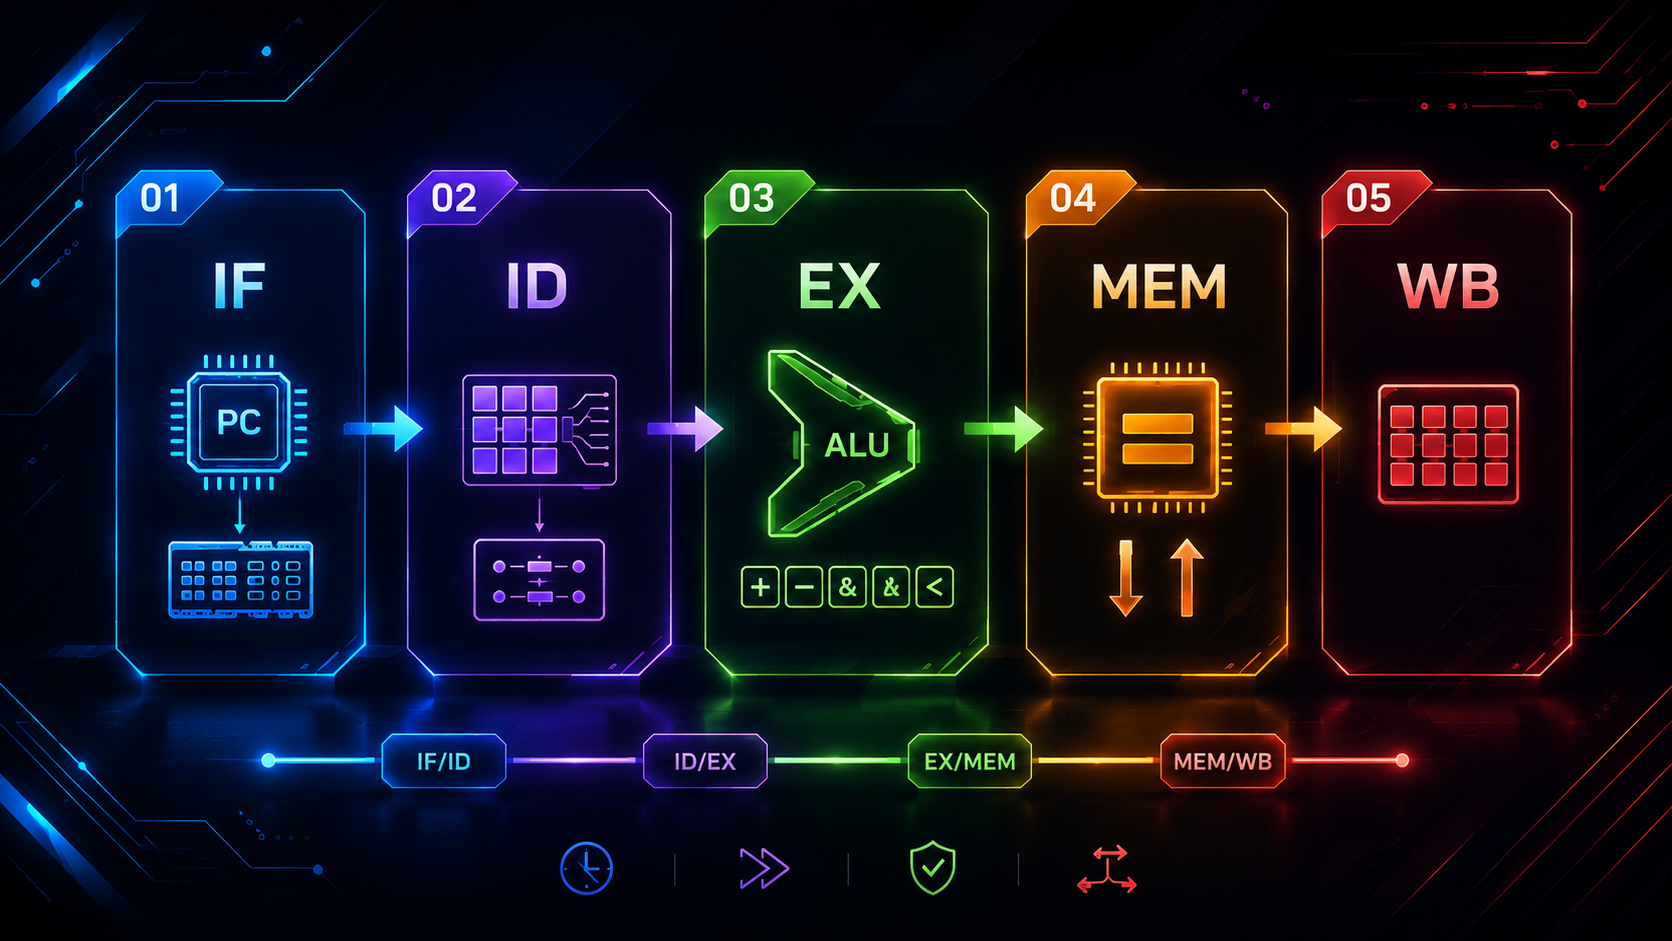 01
02
03
04
05
IF
ID
EX
MEM
WB
PC
ALU
+ − & & <
IF/ID
ID/EX
EX/MEM
MEM/WB